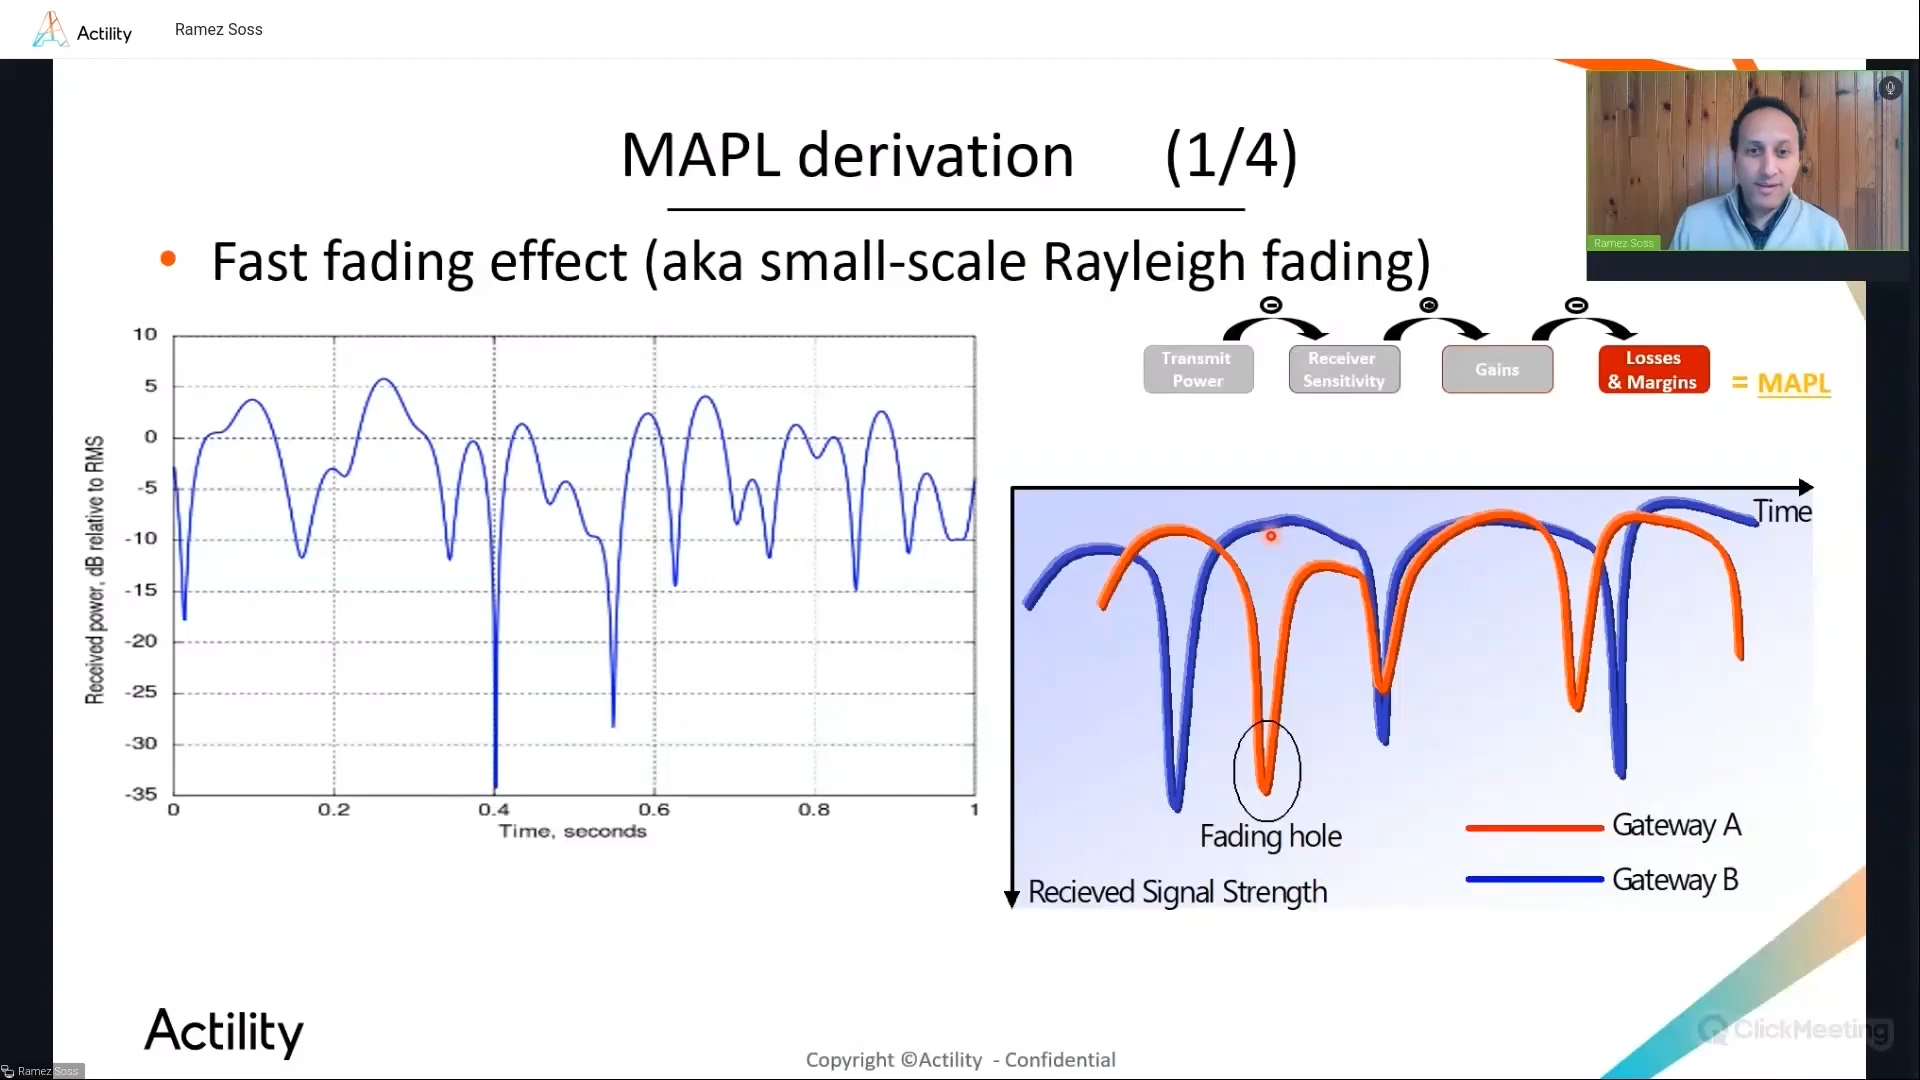 Actility
Ramez Soss
MAPL derivation (1/4)
Ramez Soss
• Fast fading effect (aka small-scale Rayleigh fading)
Transmit
Power
Receiver
Sensitivity
Gains
Losses
& Margins
= MAPL
10
5
0
-5
-10
-15
-20
-25
-30
-35
Received power, dB relative to RMS
0 0.2 0.4 0.6 0.8 1
Time, seconds
Time
Fading hole
Gateway A
Gateway B
Recieved Signal Strength
Actility
Copyright ©Actility - Confidential
ClickMeeting
Ramez Soss